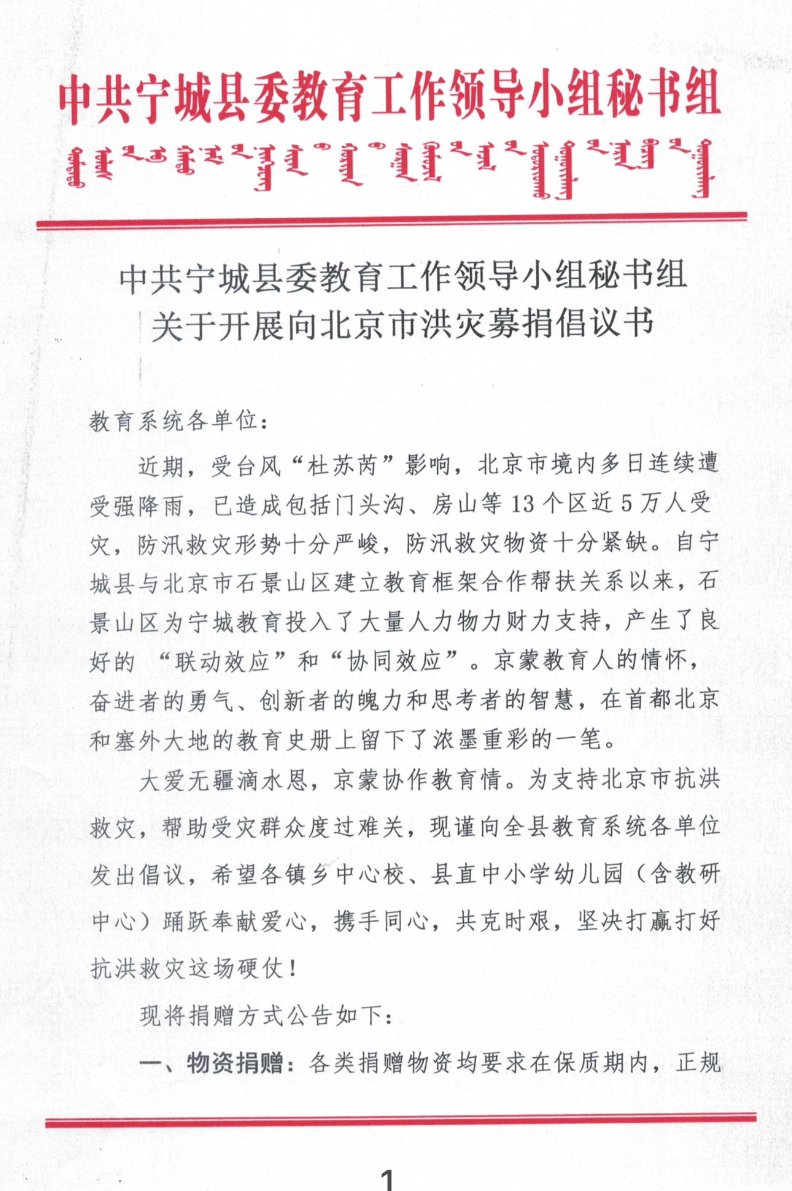 中共宁城县委教育工作领导小组秘书组
中共宁城县委教育工作领导小组秘书组
关于开展向北京市洪灾募捐倡议书
教育系统各单位：
近期，受台风“杜苏芮”影响，北京市境内多日连续遭
受强降雨，已造成包括门头沟、房山等 13 个区近 5 万人受
灾，防汛救灾形势十分严峻，防汛救灾物资十分紧缺。自宁
城县与北京市石景山区建立教育框架合作帮扶关系以来，石
景山区为宁城教育投入了大量人力物力财力支持，产生了良
好的 “联动效应”和“协同效应”。京蒙教育人的情怀，
奋进者的勇气、创新者的魄力和思考者的智慧，在首都北京
和塞外大地的教育史册上留下了浓墨重彩的一笔。
大爱无疆滴水恩，京蒙协作教育情。为支持北京市抗洪
救灾，帮助受灾群众度过难关，现谨向全县教育系统各单位
发出倡议，希望各镇乡中心校、县直中小学幼儿园（含教研
中心）踊跃奉献爱心，携手同心，共克时艰，坚决打赢打好
抗洪救灾这场硬仗！
现将捐赠方式公告如下：
一、物资捐赠：各类捐赠物资均要求在保质期内，正规
1